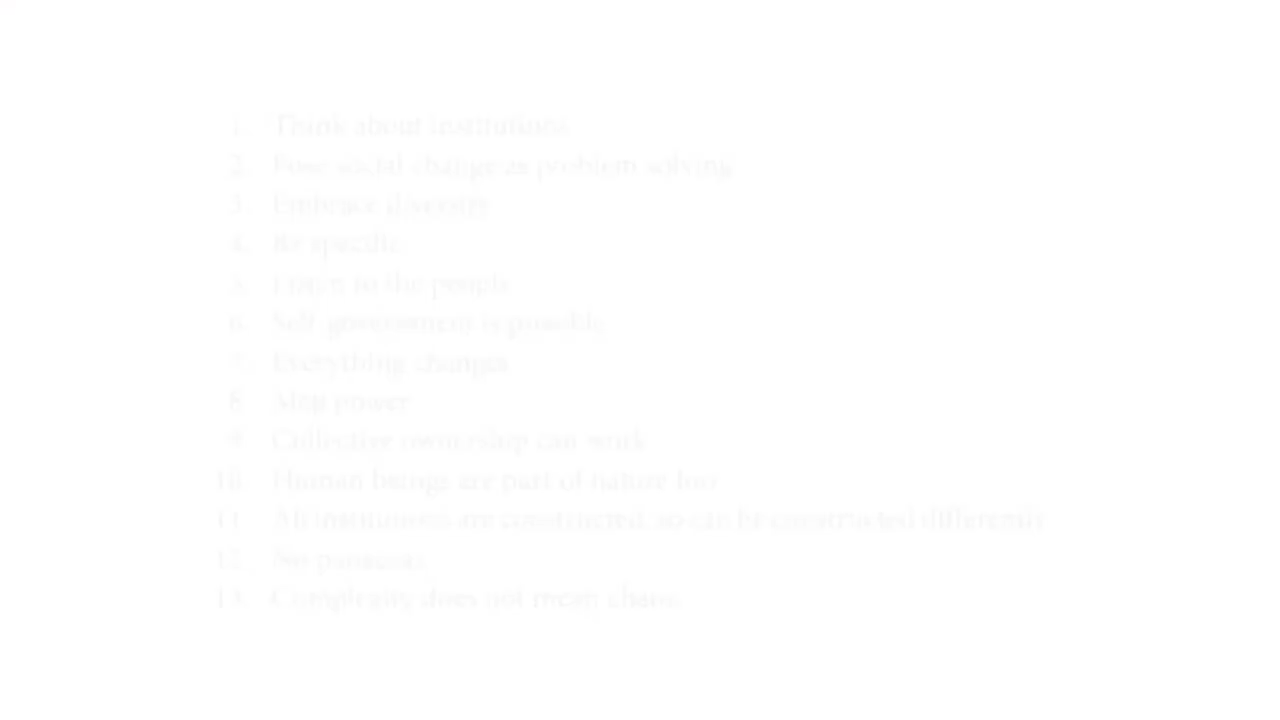 1. Think about institutions
2. Pose social change as problem solving
3. Embrace diversity
4. Be specific
5. Listen to the people
6. Self-government is possible
7. Everything changes
8. Map power
9. Collective ownership can work
10. Human beings are part of nature too
11. All institutions are constructed, so can be constructed differently
12. No panaceas
13. Complexity does not mean chaos